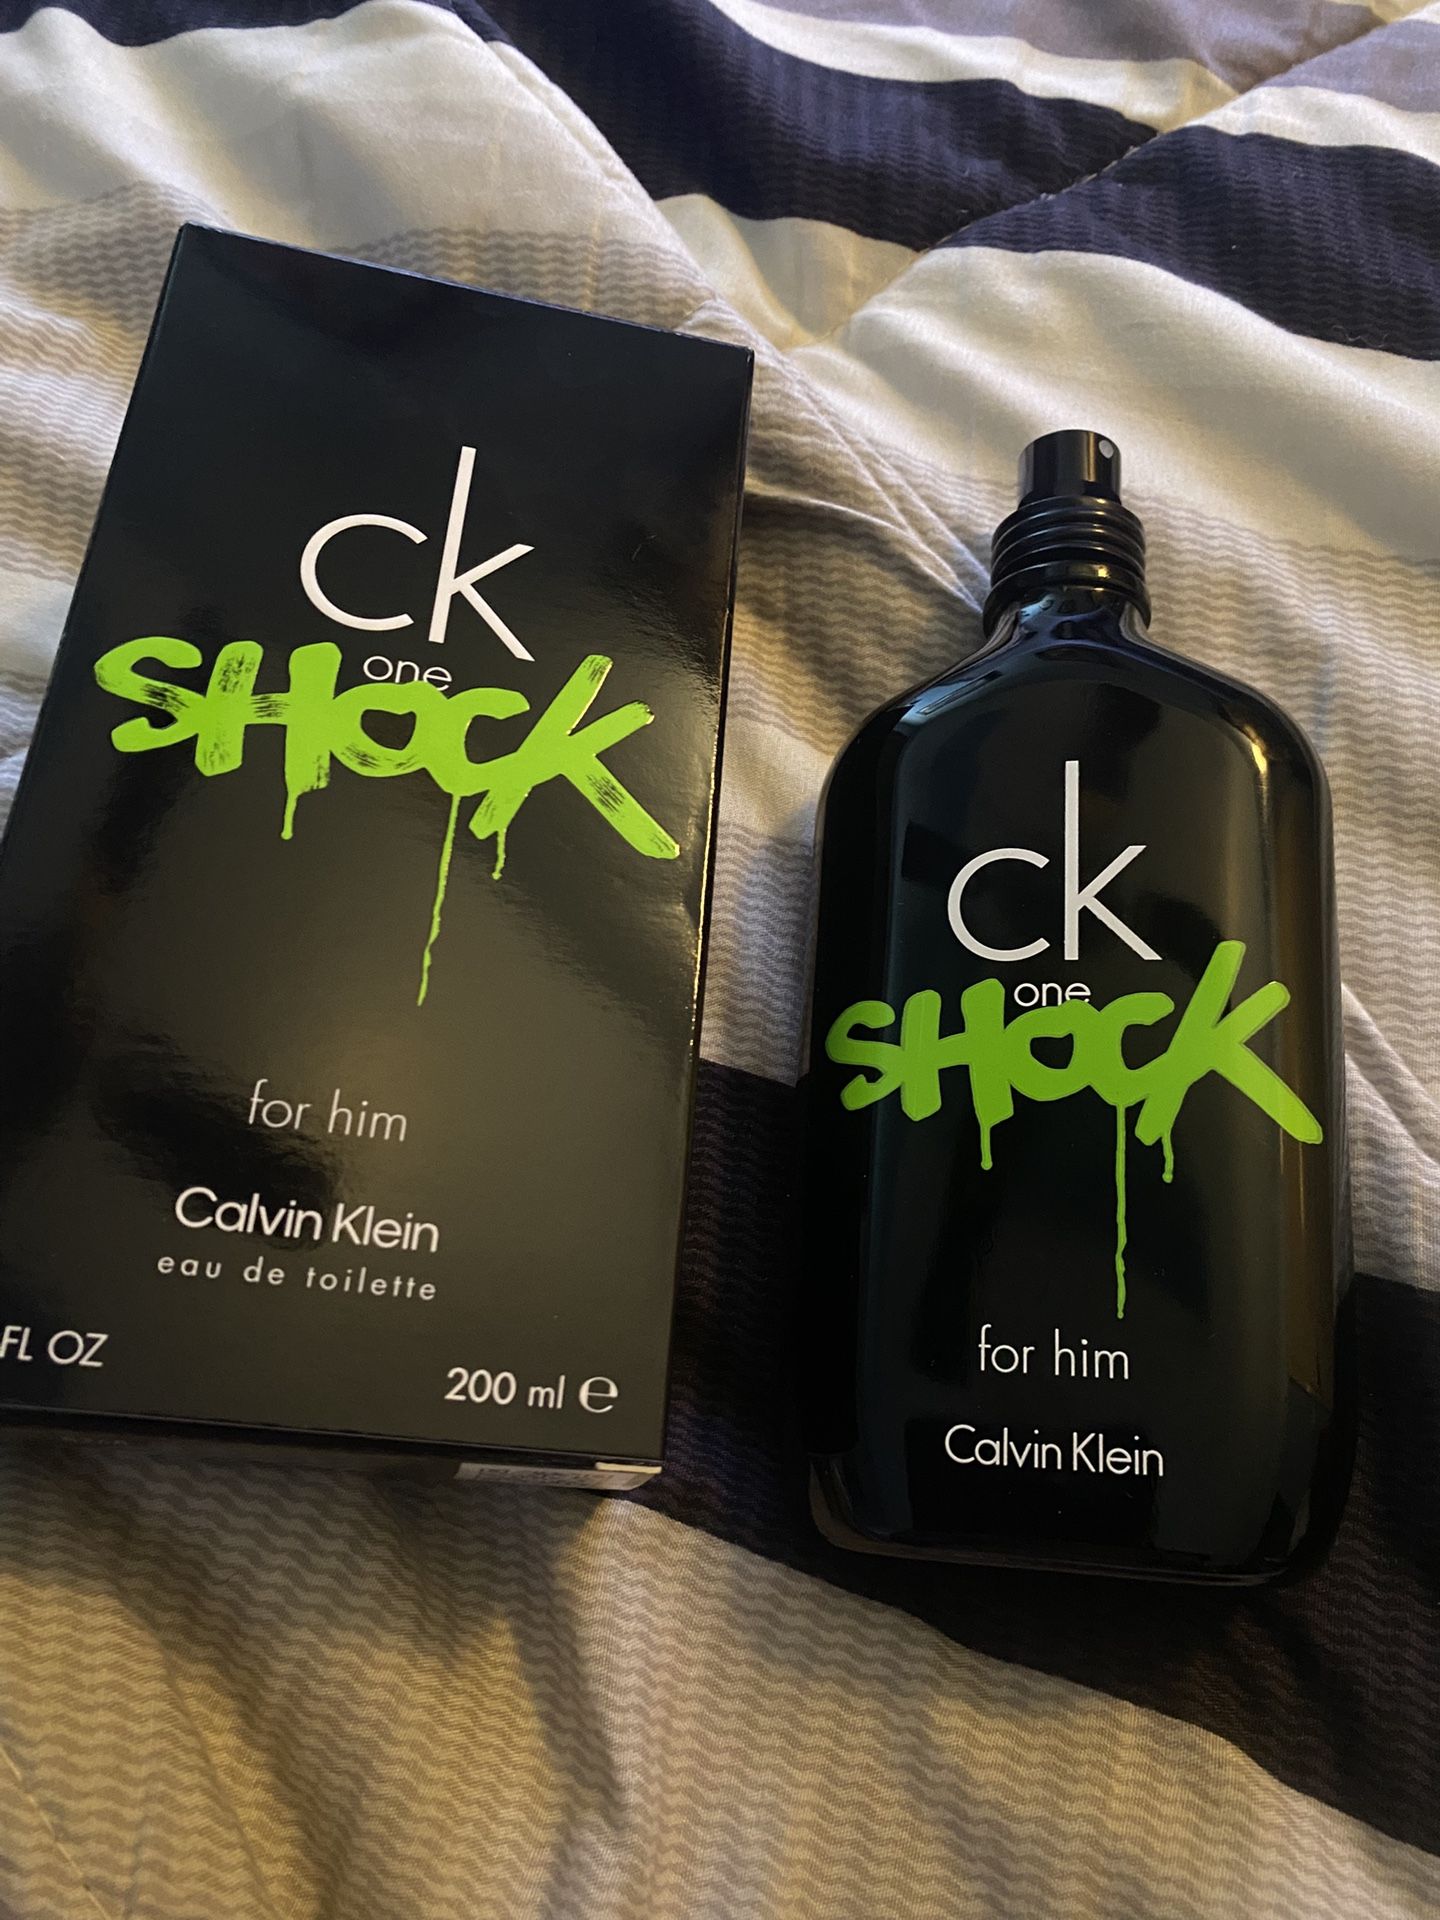 ck
one
SHOCK
for him
Calvin Klein
eau de toilette
FL OZ
200 ml ℮
ck
one
SHOCK
for him
Calvin Klein